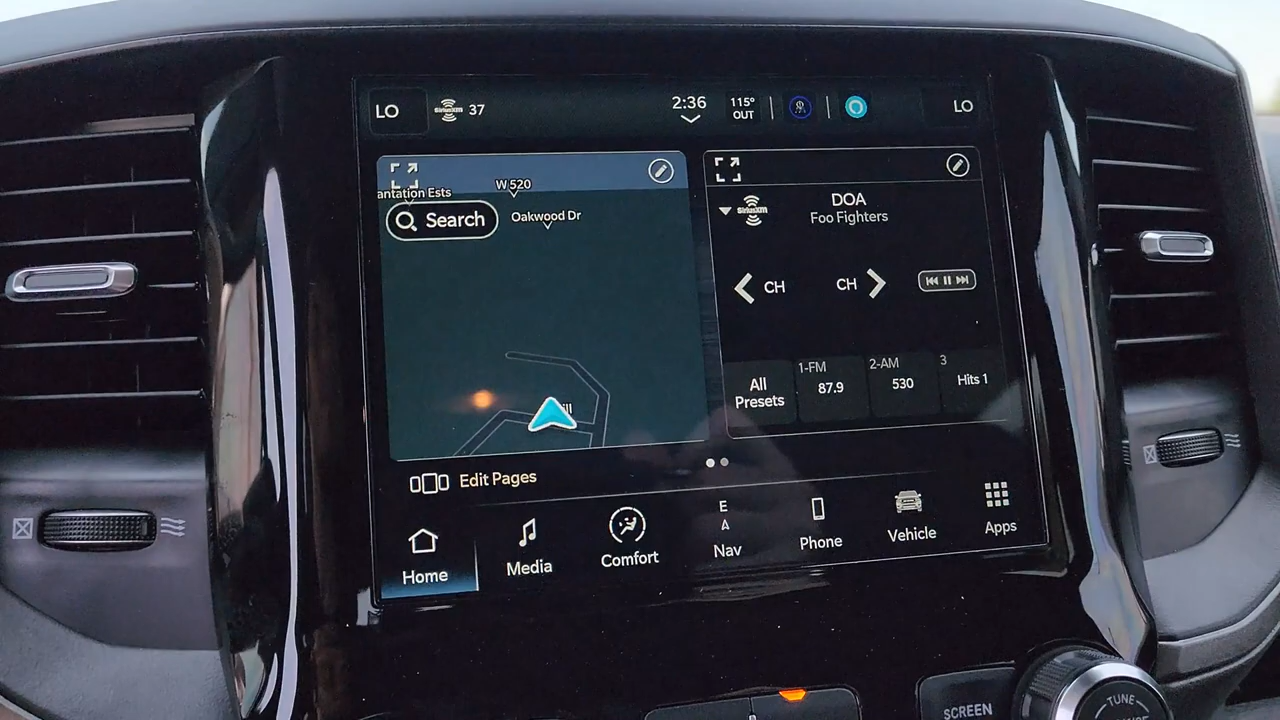 LO
SiriusXM 37
2:36
115°
OUT
LO
antation Ests
W 520
Search
Oakwood Dr
SiriusXM
DOA
Foo Fighters
CH
CH
All
Presets
1-FM
87.9
2-AM
530
3
Hits 1
Edit Pages
Home
Media
Comfort
E
Nav
Phone
Vehicle
Apps
SCREEN
TUNE